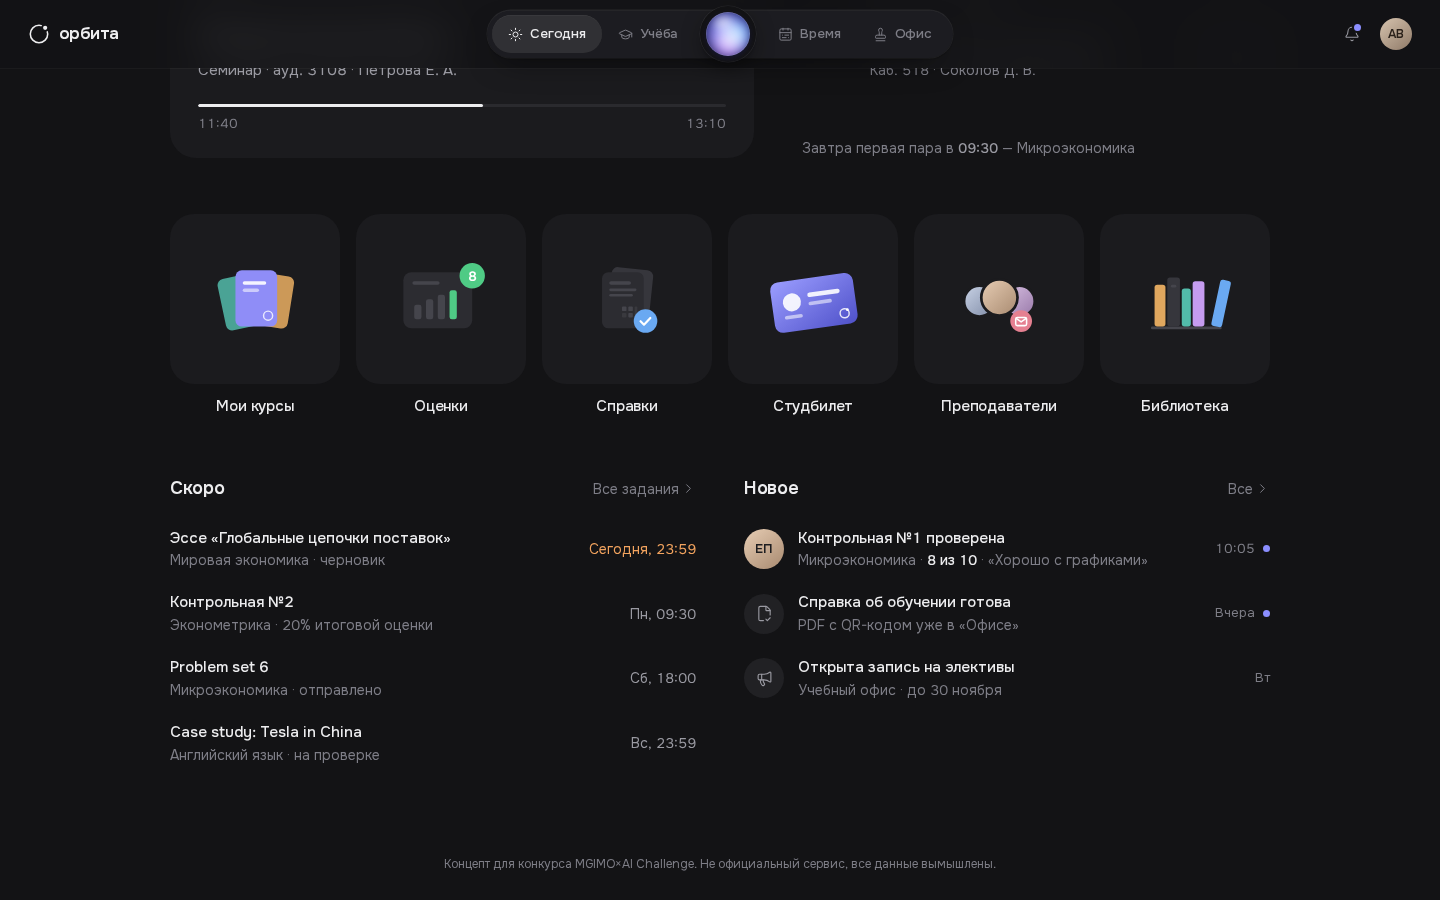 орбита
Сегодня
Учёба
Время
Офис
АВ
Семинар · ауд. 3108 · Петрова Е. А.
11:40
13:10
Каб. 518 · Соколов Д. В.
Завтра первая пара в 09:30 — Микроэкономика
8
Мои курсы
Оценки
Справки
Студбилет
Преподаватели
Библиотека
Скоро
Все задания
Эссе «Глобальные цепочки поставок»
Мировая экономика · черновик
Сегодня, 23:59
Контрольная №2
Эконометрика · 20% итоговой оценки
Пн, 09:30
Problem set 6
Микроэкономика · отправлено
Сб, 18:00
Case study: Tesla in China
Английский язык · на проверке
Вс, 23:59
Новое
Все
ЕП
Контрольная №1 проверена
Микроэкономика · 8 из 10 · «Хорошо с графиками»
10:05
Справка об обучении готова
PDF с QR-кодом уже в «Офисе»
Вчера
Открыта запись на элективы
Учебный офис · до 30 ноября
Вт
Концепт для конкурса MGIMO×AI Challenge. Не официальный сервис, все данные вымышлены.